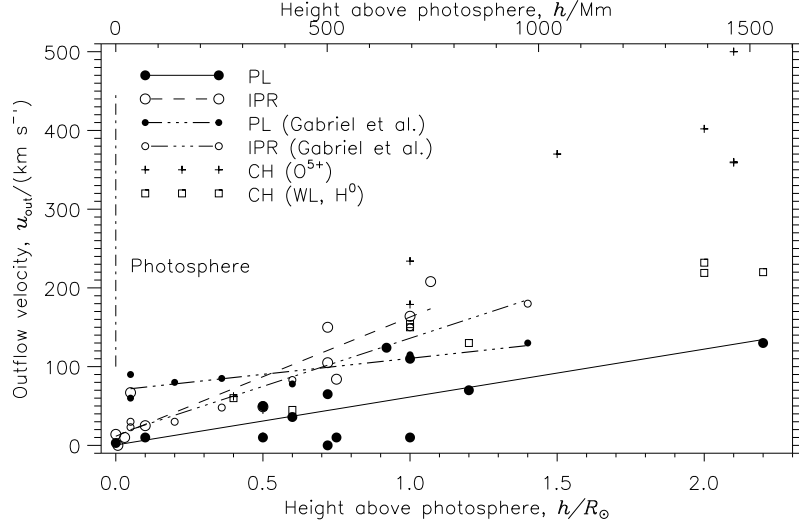 Height above photosphere, h/Mm
0 500 1000 1500
500
400
300
200
100
0
Outflow velocity, u_out/(km s⁻¹)
PL
IPR
PL (Gabriel et al.)
IPR (Gabriel et al.)
CH (O⁵⁺)
CH (WL, H⁰)
Photosphere
0.0 0.5 1.0 1.5 2.0
Height above photosphere, h/R☉